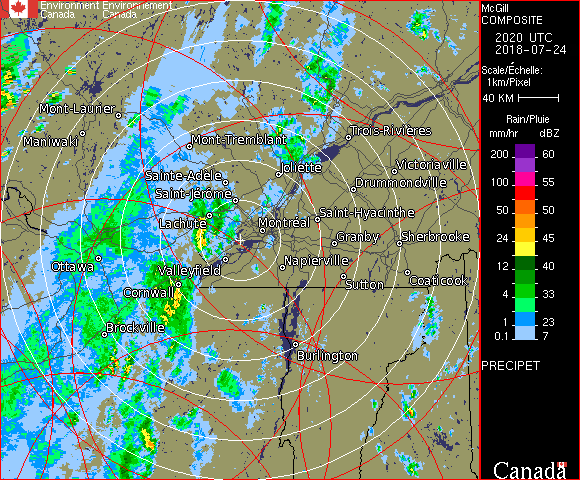 Environment Environnement
Canada Canada
Mont-Laurier
Maniwaki
Mont-Tremblant
Trois-Rivières
Joliette
Victoriaville
Sainte-Adèle
Drummondville
Saint-Jérôme
Saint-Hyacinthe
Lachute
Montréal
Granby
Sherbrooke
Ottawa
Valleyfield
Napierville
Cornwall
Sutton
Coaticook
Brockville
Burlington
McGill
COMPOSITE
2020 UTC
2018-07-24
Scale/Échelle:
1km/Pixel
40 KM
Rain/Pluie
mm/hr dBZ
200 60
100 55
50 50
24 45
12 40
4 33
1 23
0.1 7
PRECIPET
Canada